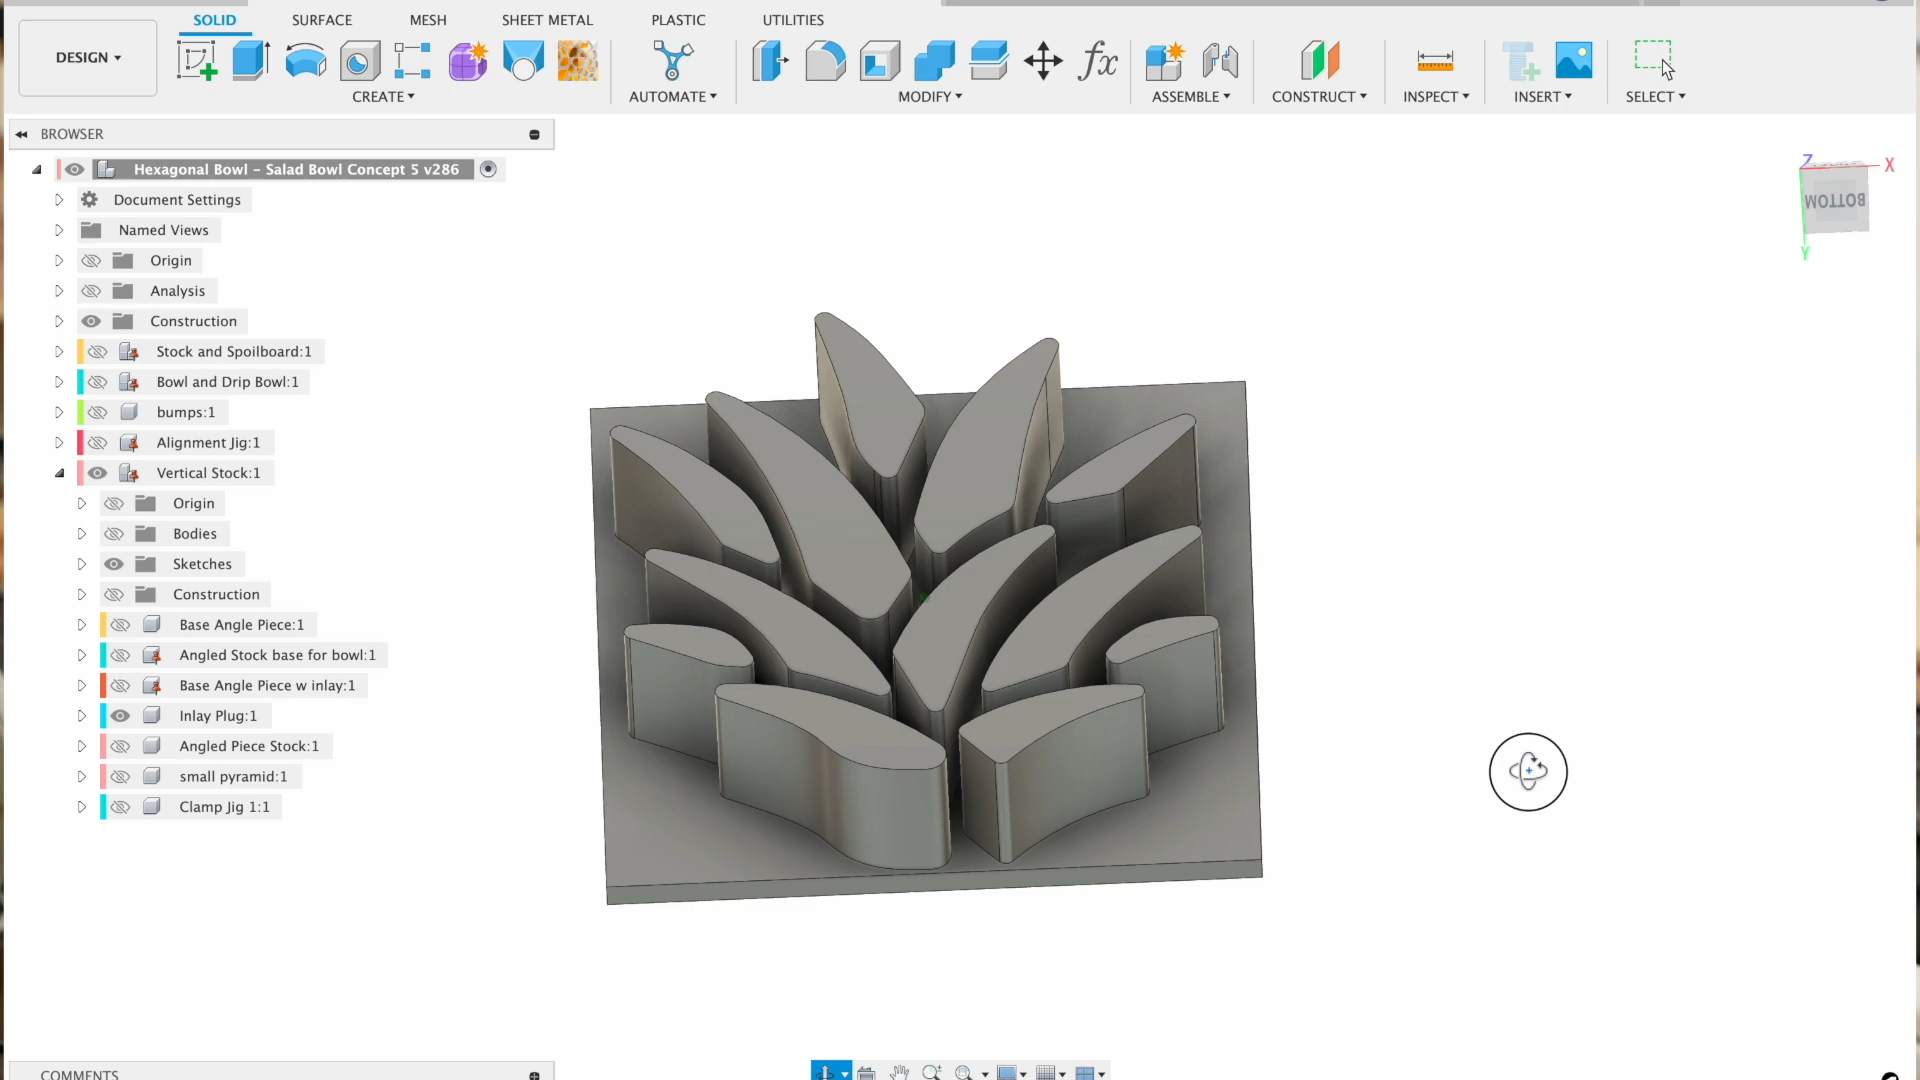 SOLID SURFACE MESH SHEET METAL PLASTIC UTILITIES
DESIGN
CREATE AUTOMATE MODIFY fx ASSEMBLE CONSTRUCT INSPECT INSERT SELECT
BROWSER
Hexagonal Bowl – Salad Bowl Concept 5 v286
Document Settings
Named Views
Origin
Analysis
Construction
Stock and Spoilboard:1
Bowl and Drip Bowl:1
bumps:1
Alignment Jig:1
Vertical Stock:1
Origin
Bodies
Sketches
Construction
Base Angle Piece:1
Angled Stock base for bowl:1
Base Angle Piece w inlay:1
Inlay Plug:1
Angled Piece Stock:1
small pyramid:1
Clamp Jig 1:1
Z
X
BOTTOM
Y
COMMENTS